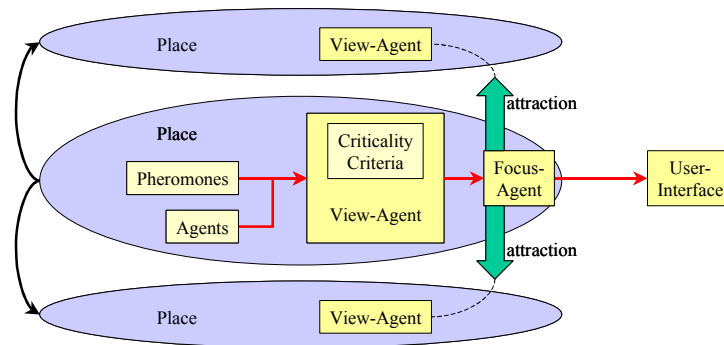 Place
View-Agent
attraction
Place
Criticality
Criteria
View-Agent
Pheromones
Agents
Focus-
Agent
User-
Interface
attraction
Place
View-Agent